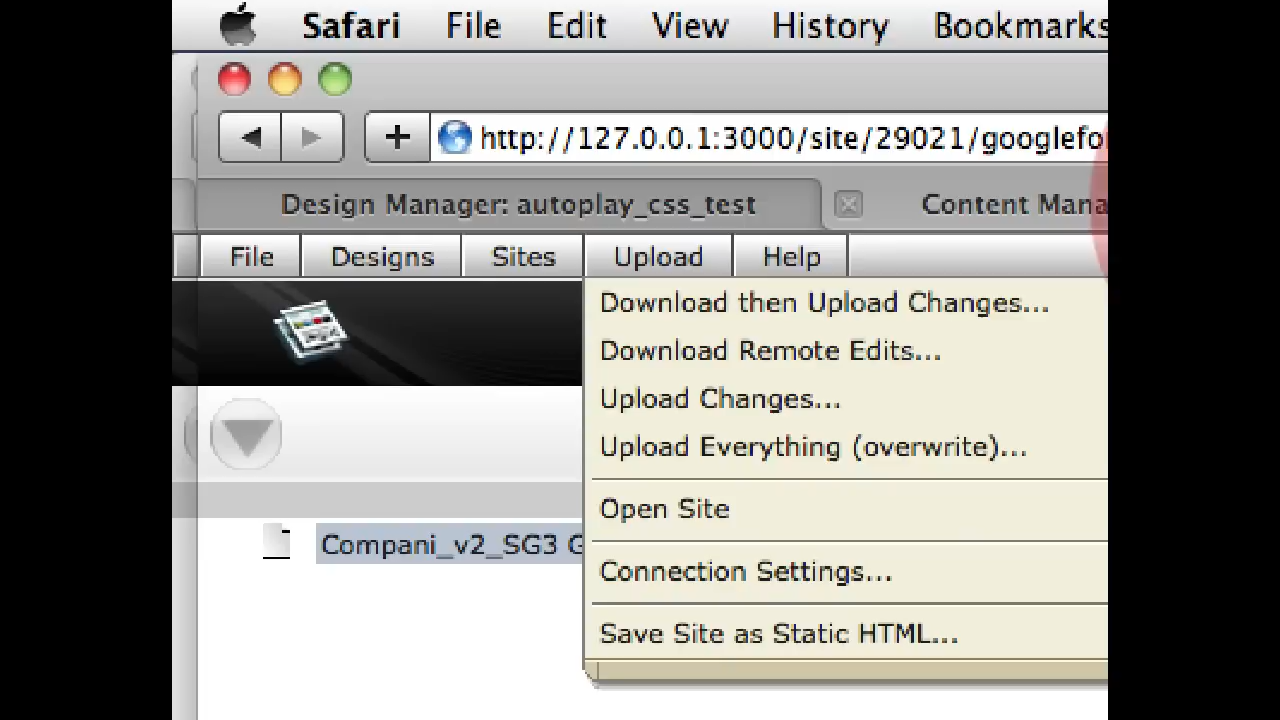 Safari File Edit View History Bookmarks
http://127.0.0.1:3000/site/29021/googlefo
Design Manager: autoplay_css_test Content Mana
File Designs Sites Upload Help
Download then Upload Changes...
Download Remote Edits...
Upload Changes...
Upload Everything (overwrite)...
Open Site
Compani_v2_SG3 G
Connection Settings...
Save Site as Static HTML...